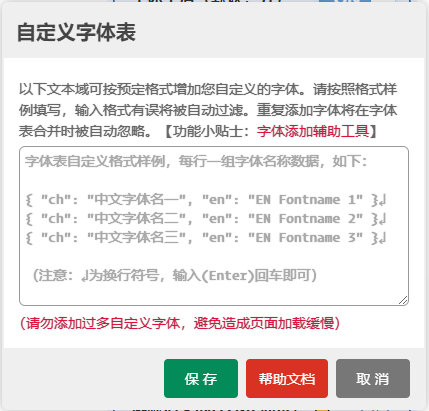 自定义字体表
以下文本域可按预定格式增加您自定义的字体。请按照格式样
例填写，输入格式有误将被自动过滤。重复添加字体将在字体
表合并时被自动忽略。【功能小贴士：字体添加辅助工具】
字体表自定义格式样例，每行一组字体名称数据，如下：
{ "ch": "中文字体名一", "en": "EN Fontname 1" }↲
{ "ch": "中文字体名二", "en": "EN Fontname 2" }↲
{ "ch": "中文字体名三", "en": "EN Fontname 3" }↲
（注意：↲为换行符号，输入(Enter)回车即可）
（请勿添加过多自定义字体，避免造成页面加载缓慢）
保 存 帮助文档 取 消